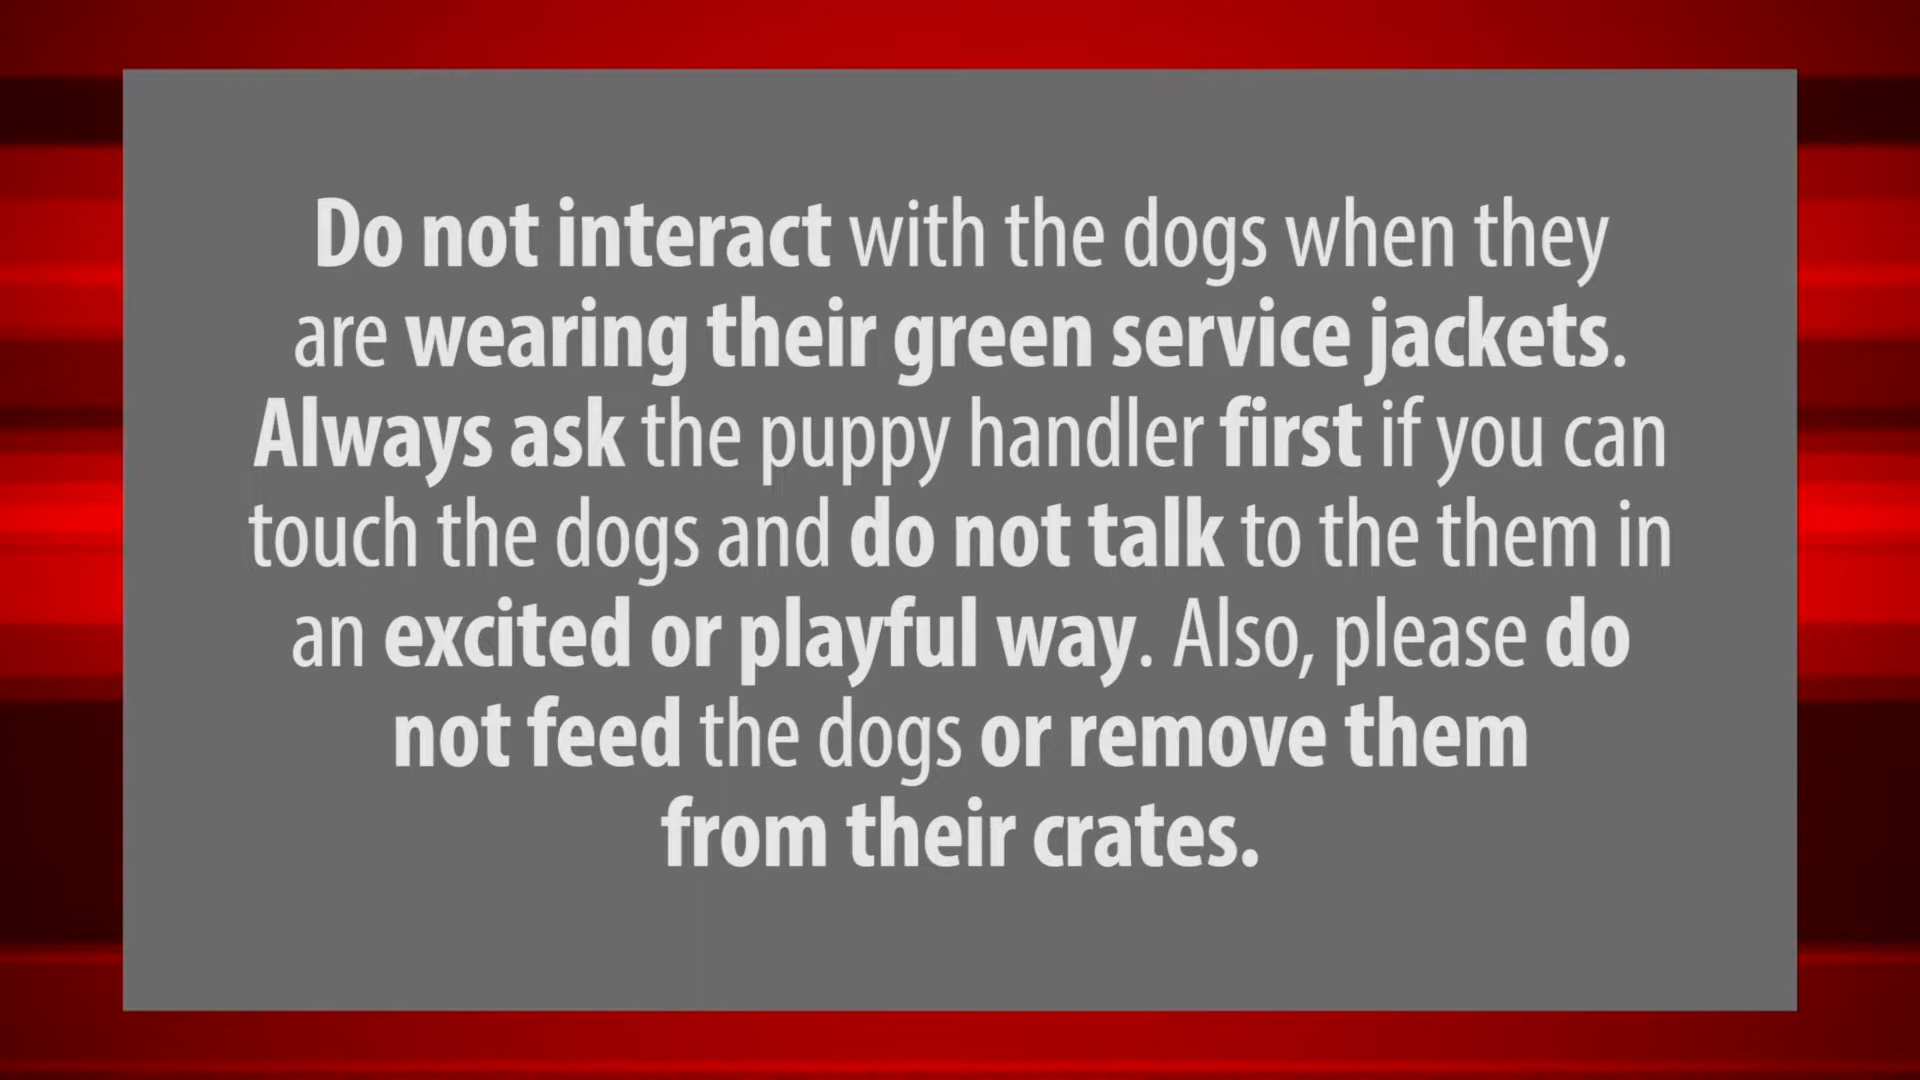 Do not interact with the dogs when they
are wearing their green service jackets.
Always ask the puppy handler first if you can
touch the dogs and do not talk to the them in
an excited or playful way. Also, please do
not feed the dogs or remove them
from their crates.